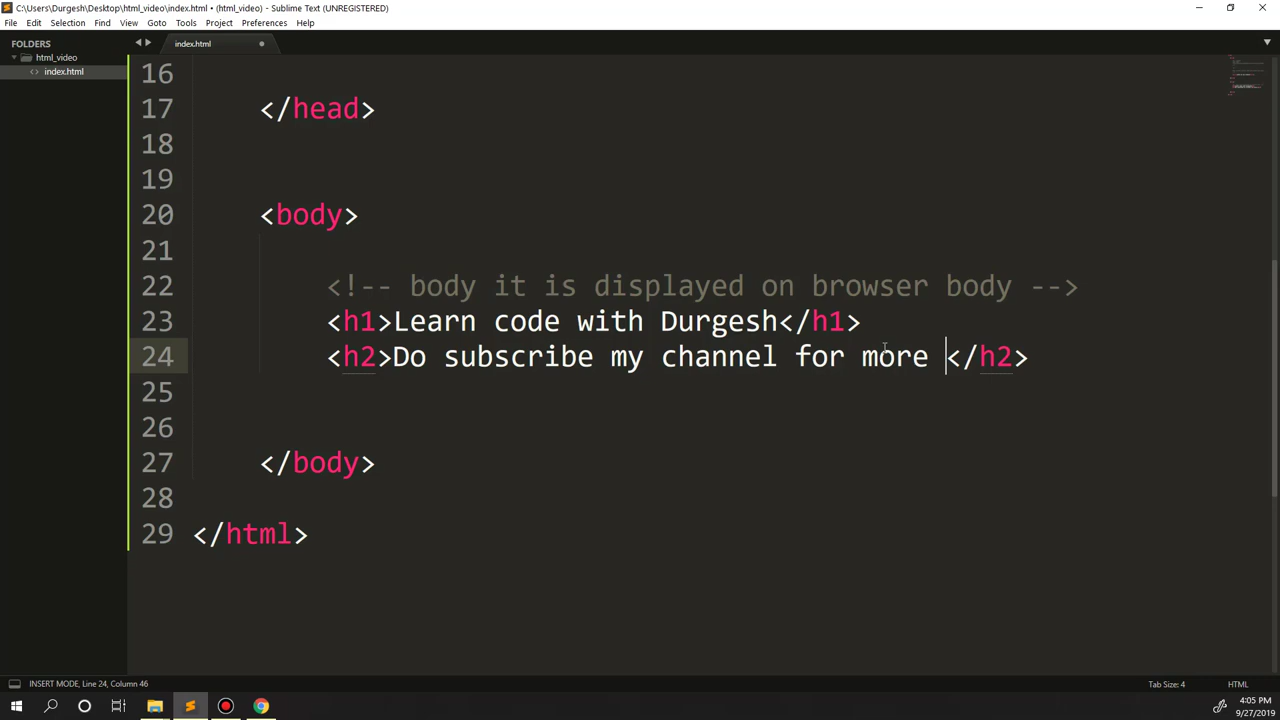 C:\Users\Durgesh\Desktop\html_video\index.html • (html_video) - Sublime Text (UNREGISTERED)
File Edit Selection Find View Goto Tools Project Preferences Help
FOLDERS
html_video
index.html
index.html
16
17 </head>
18
19
20 <body>
21
22 <!-- body it is displayed on browser body -->
23 <h1>Learn code with Durgesh</h1>
24 <h2>Do subscribe my channel for more </h2>
25
26
27 </body>
28
29 </html>
INSERT MODE, Line 24, Column 46
Tab Size: 4
HTML
4:05 PM
9/27/2019